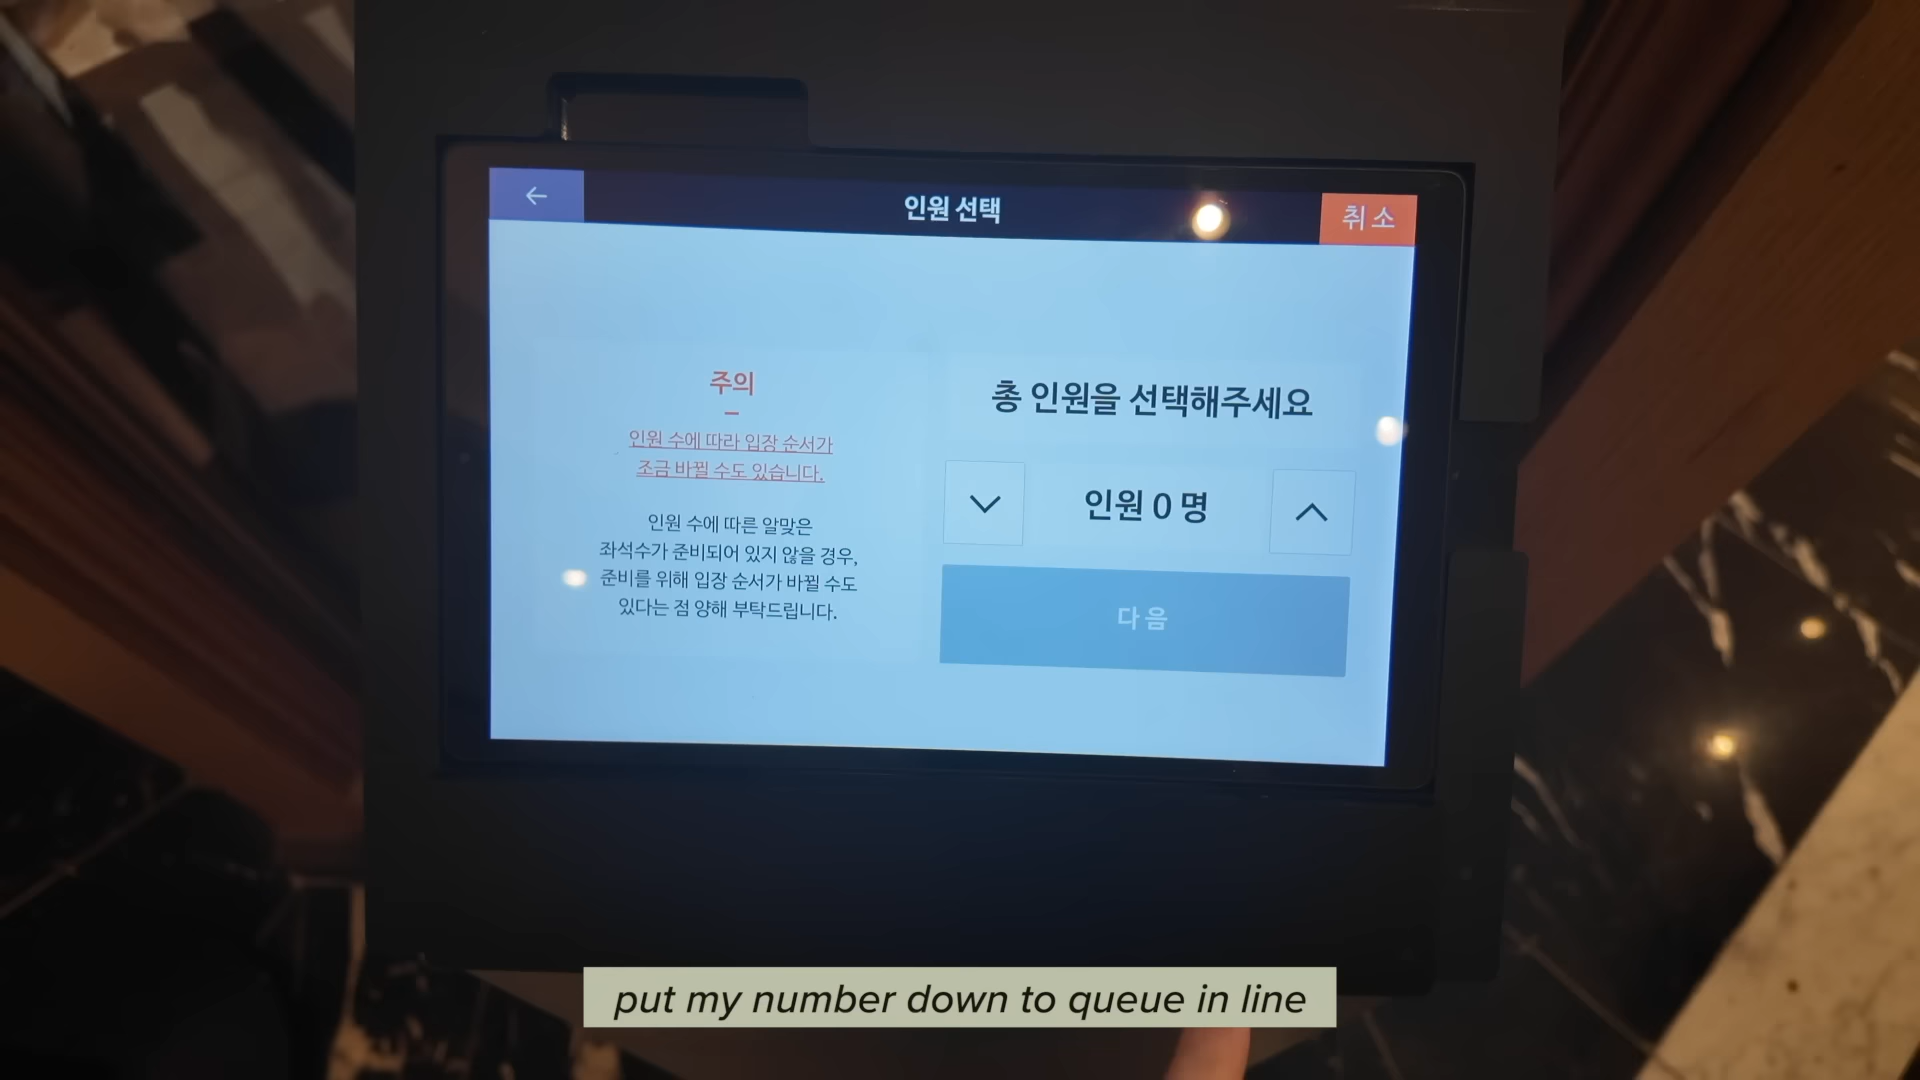 인원 선택
취소
주의
인원 수에 따라 입장 순서가
조금 바뀔 수도 있습니다.
인원 수에 따른 알맞은
좌석수가 준비되어 있지 않을 경우,
준비를 위해 입장 순서가 바뀔 수도
있다는 점 양해 부탁드립니다.
총 인원을 선택해주세요
인원 0 명
다음
put my number down to queue in line